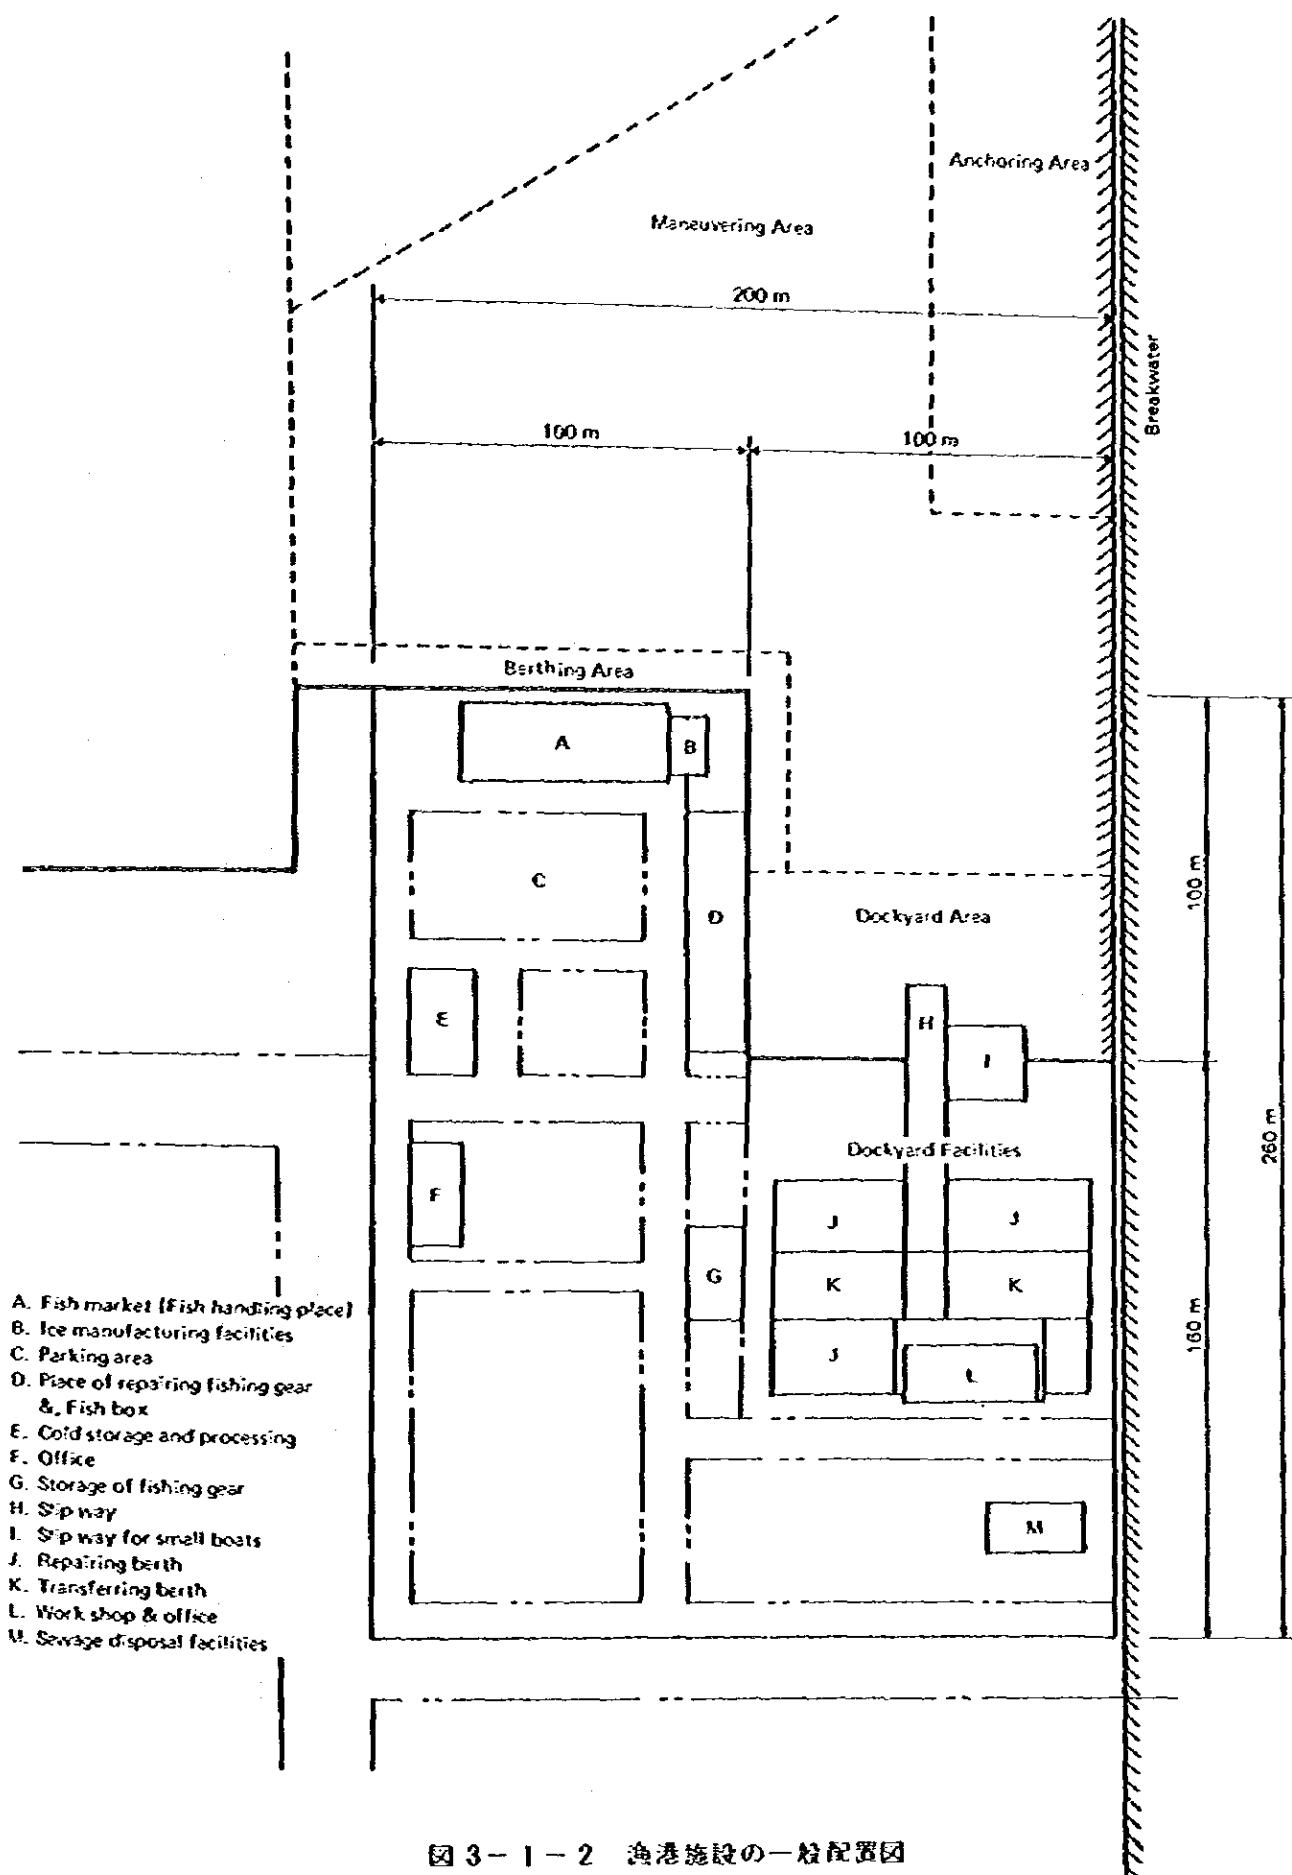 Anchoring Area
Maneuvering Area
200 m
Breakwater
100 m
100 m
Berthing Area
A
B
C
D
100 m
Dockyard Area
E
H
I
260 m
Dockyard Facilities
F
J
J
G
K
K
160 m
J
L
M
A. Fish market (Fish handling place)
B. Ice manufacturing facilities
C. Parking area
D. Place of repairing fishing gear
&. Fish box
E. Cold storage and processing
F. Office
G. Storage of fishing gear
H. Slip way
I. Slip way for small boats
J. Repairing berth
K. Transferring berth
L. Work shop & office
M. Sewage disposal facilities
図 3-1-2 漁港施設の一般配置図